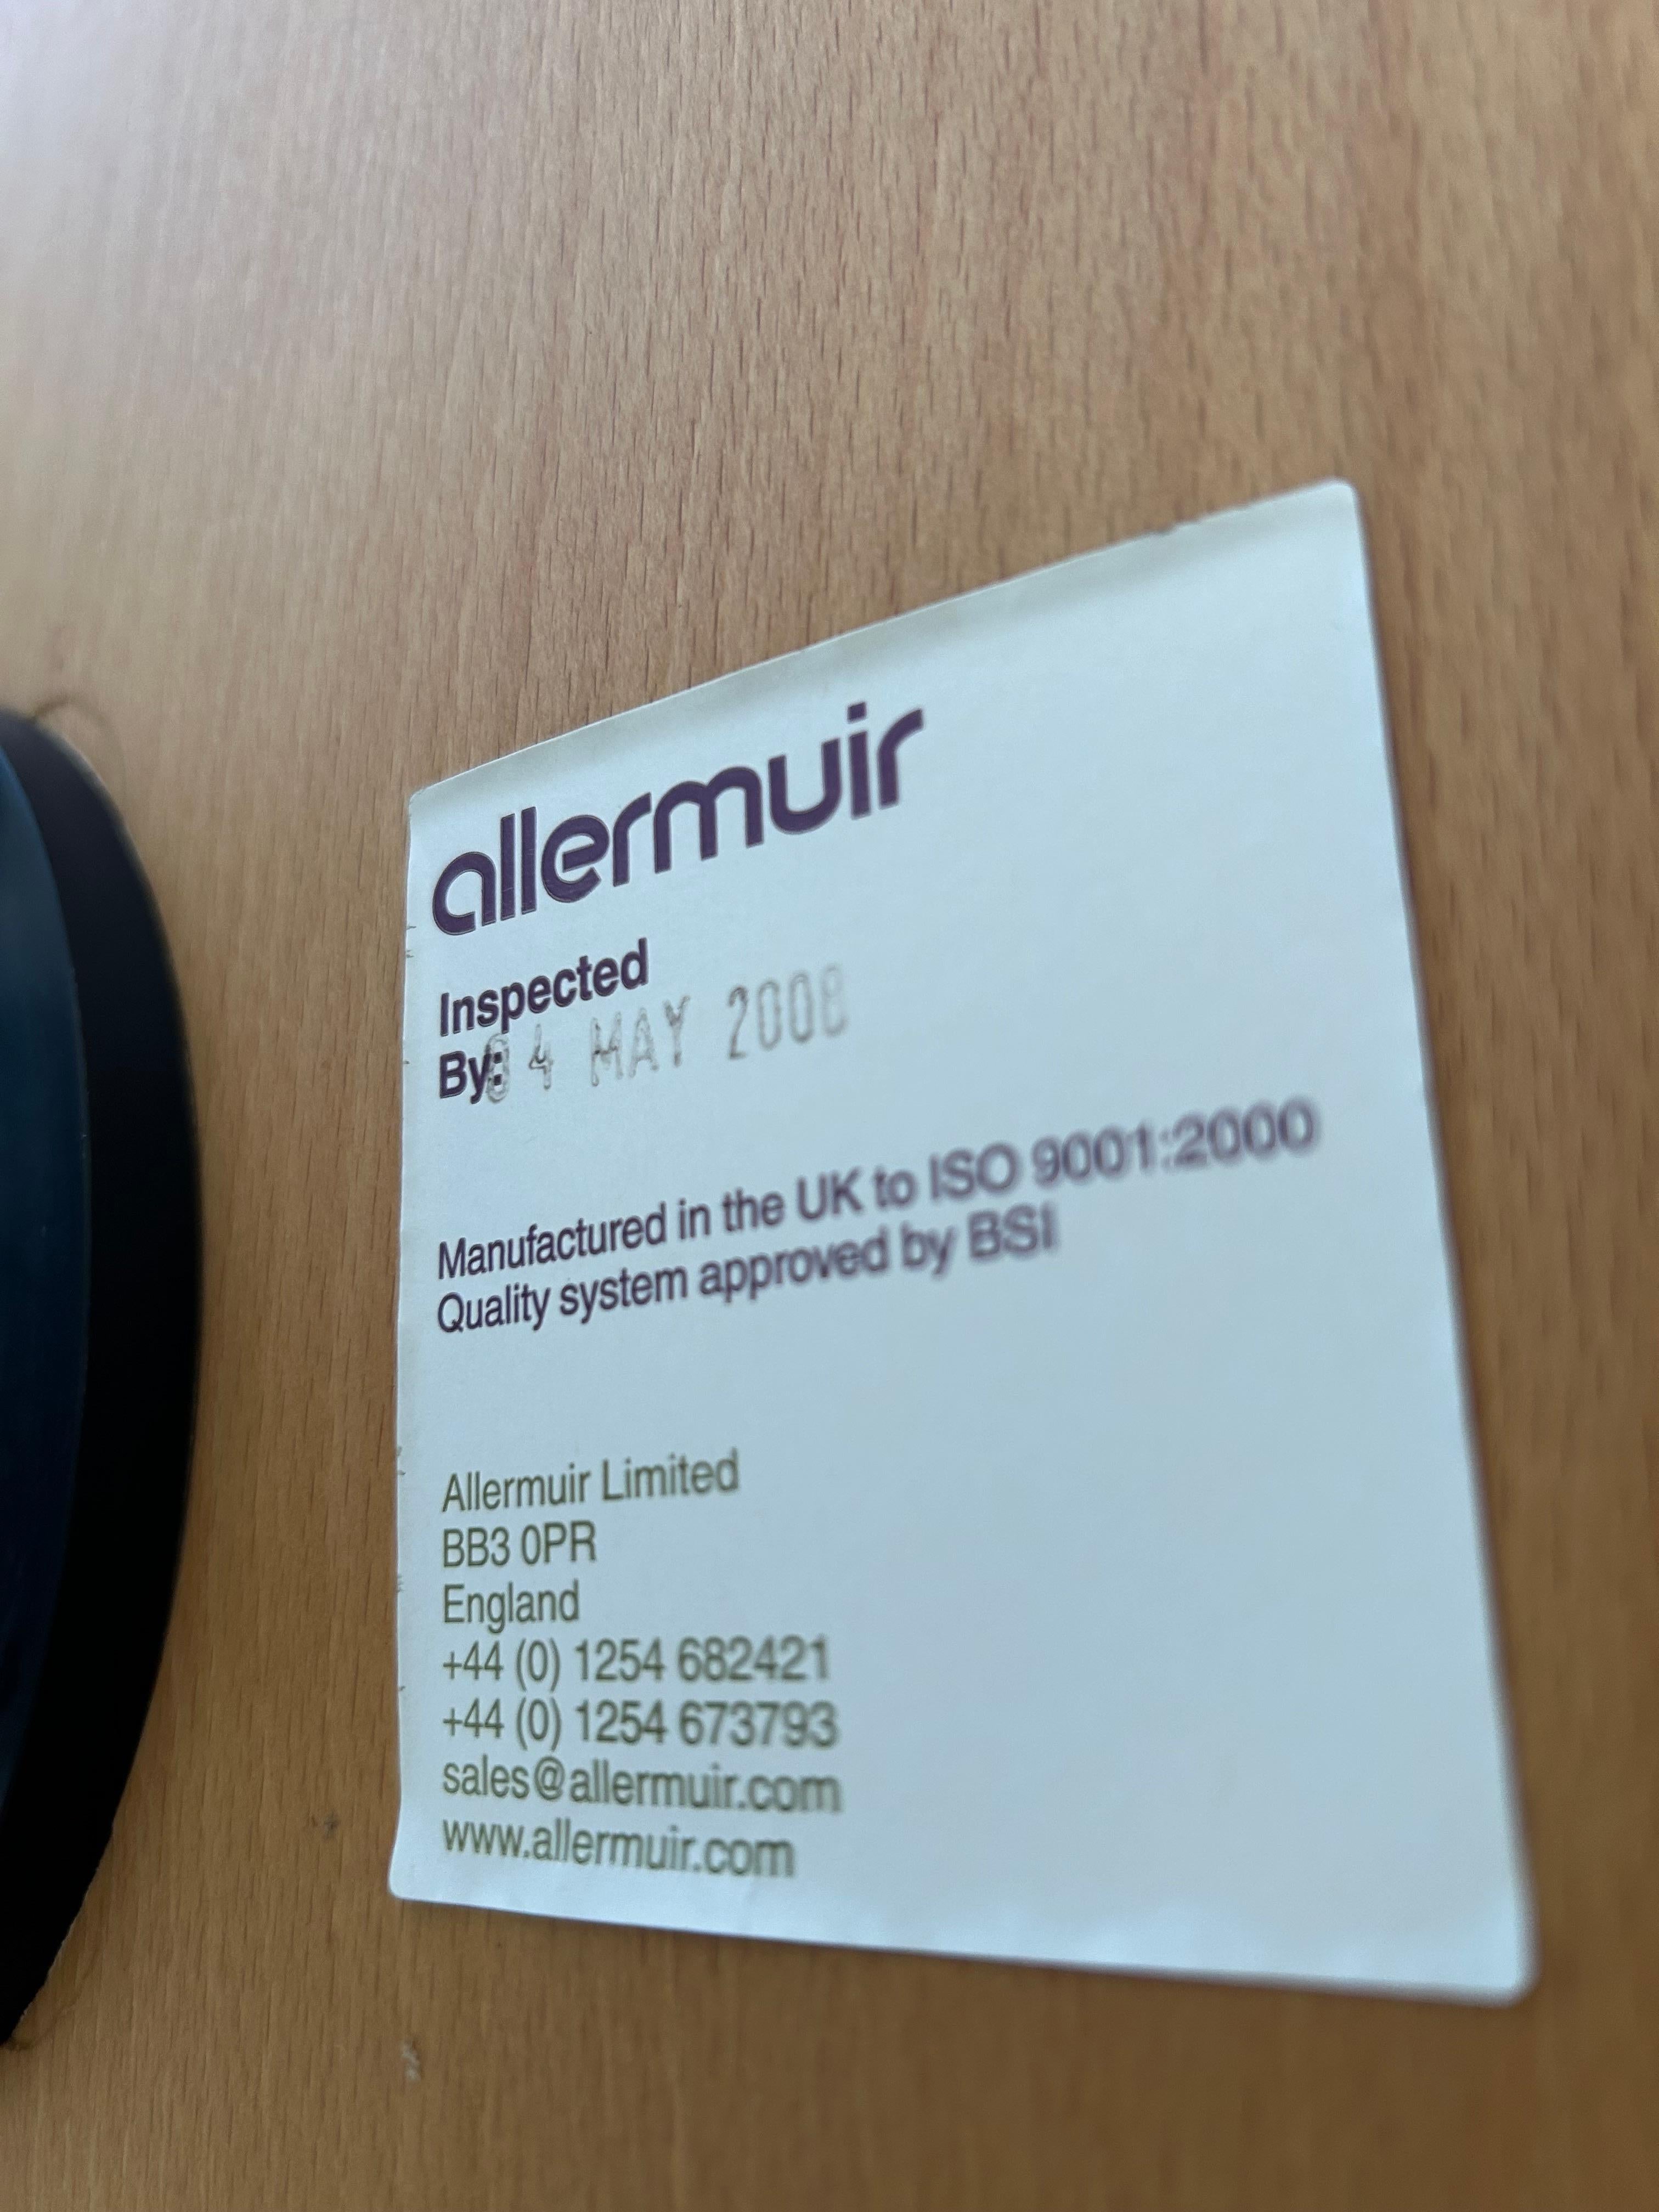 allermuir
Inspected
By: 04 MAY 2008
Manufactured in the UK to ISO 9001:2000
Quality system approved by BSI
Allermuir Limited
BB3 0PR
England
+44 (0) 1254 682421
+44 (0) 1254 673793
sales@allermuir.com
www.allermuir.com